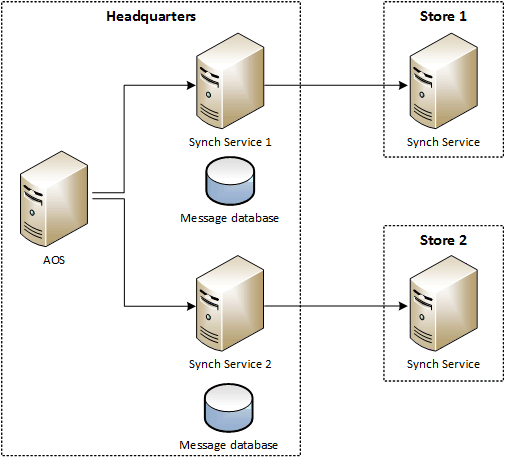 Headquarters
Store 1
Synch Service 1
Synch Service
Message database
AOS
Store 2
Synch Service 2
Synch Service
Message database